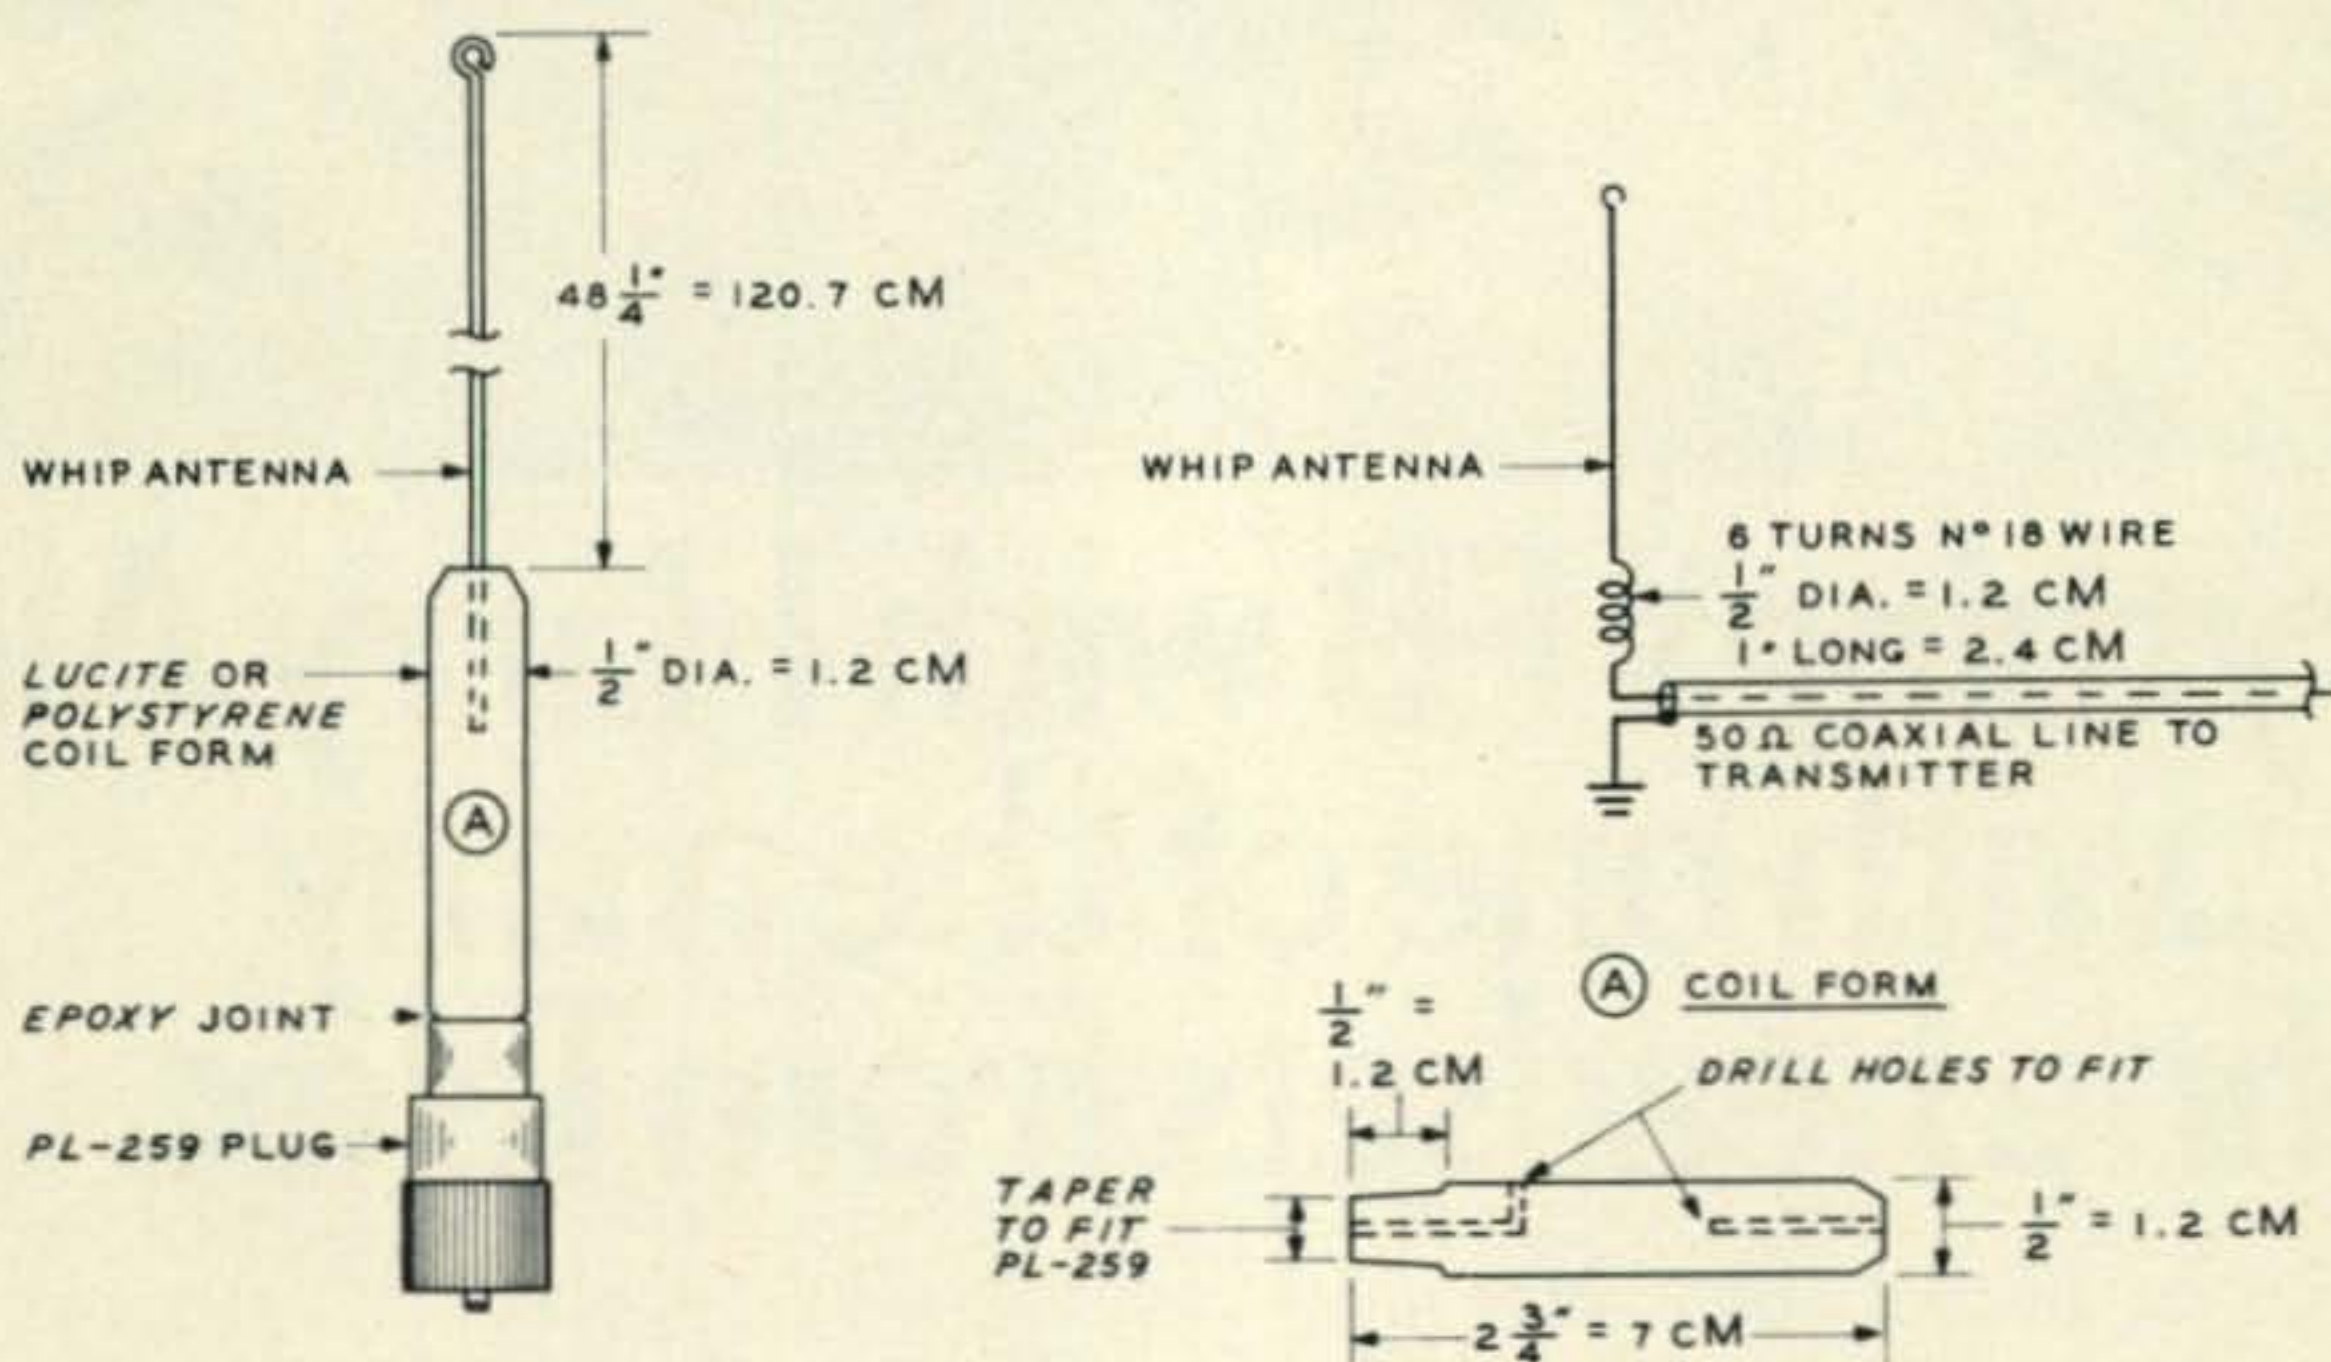 48 1/4" = 120.7 CM
WHIP ANTENNA
LUCITE OR
POLYSTYRENE
COIL FORM
1/2" DIA. = 1.2 CM
A
EPOXY JOINT
PL-259 PLUG
WHIP ANTENNA
6 TURNS Nº 18 WIRE
1/2" DIA. = 1.2 CM
1" LONG = 2.4 CM
50 Ω COAXIAL LINE TO
TRANSMITTER
A COIL FORM
1/2" =
1.2 CM
DRILL HOLES TO FIT
TAPER
TO FIT
PL-259
1/2" = 1.2 CM
2 3/4" = 7 CM